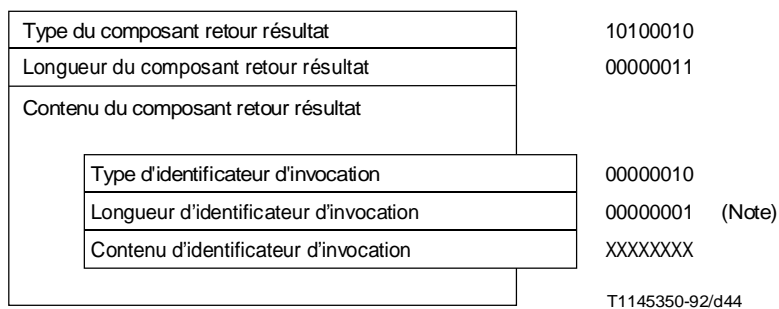 Type du composant retour résultat 10100010
Longueur du composant retour résultat 00000011
Contenu du composant retour résultat
Type d'identificateur d'invocation 00000010
Longueur d'identificateur d'invocation 00000001 (Note)
Contenu d'identificateur d'invocation XXXXXXXX
T1145350-92/d44